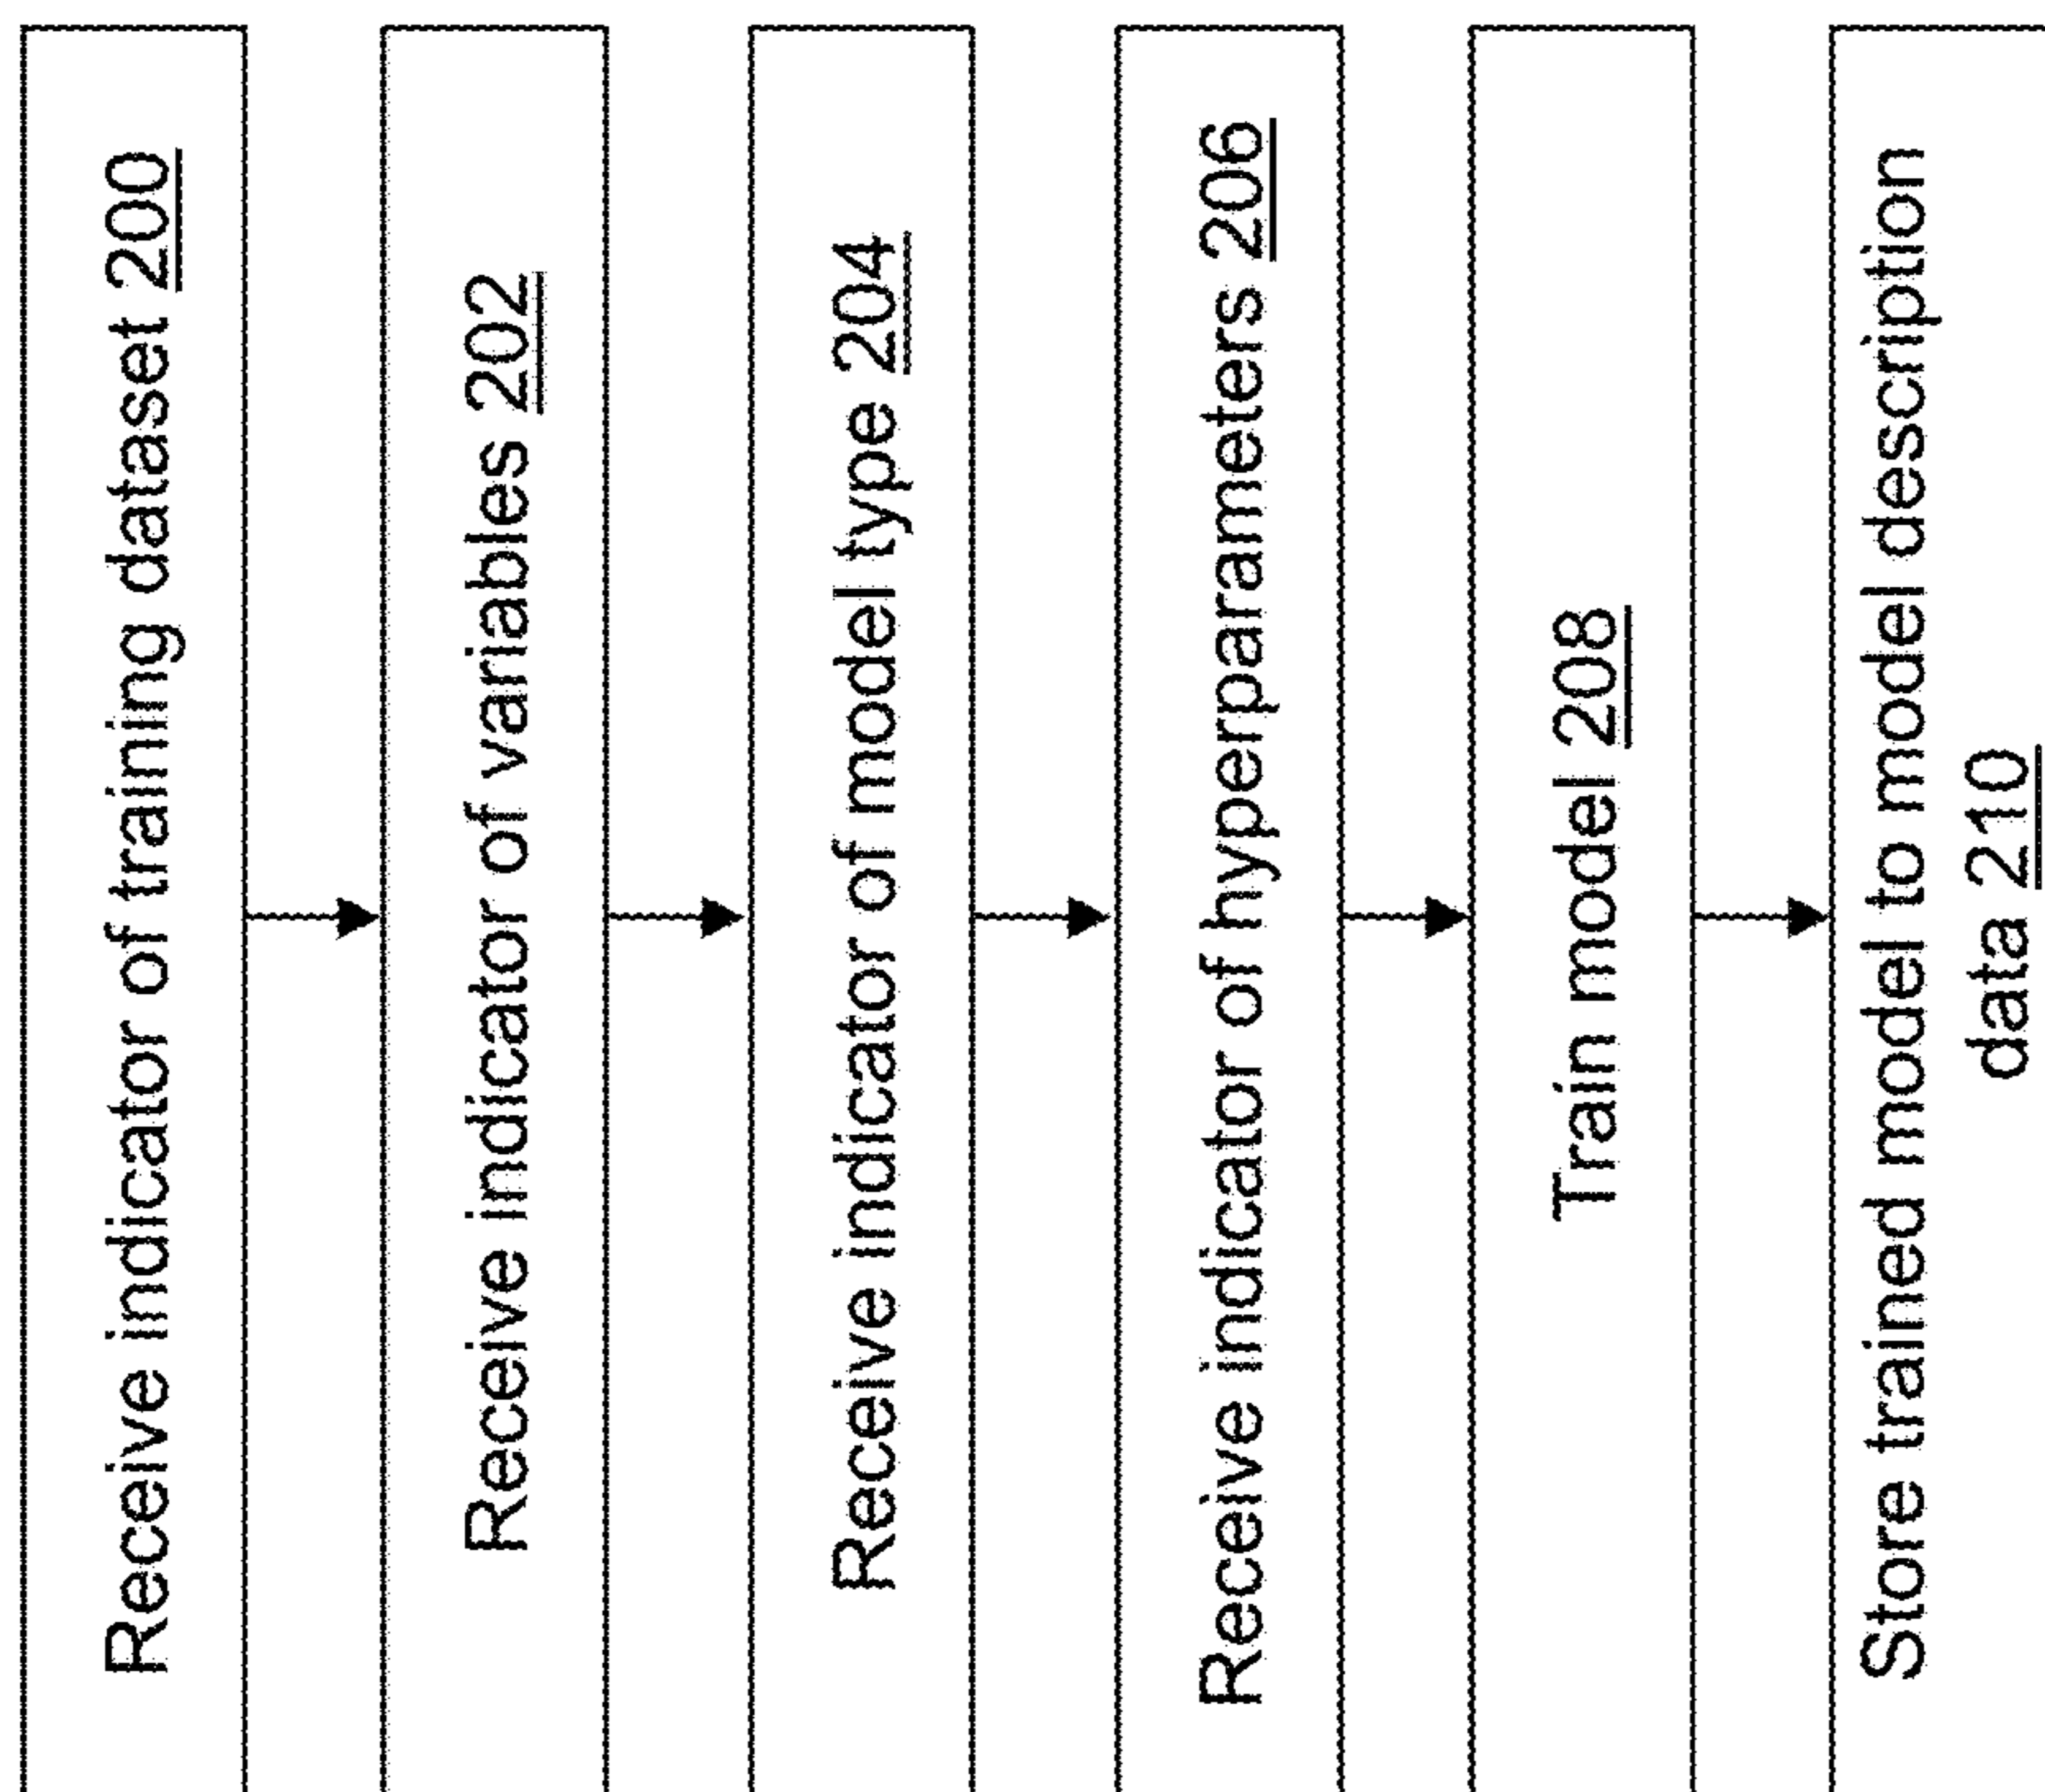 Receive indicator of training dataset 200
Receive indicator of variables 202
Receive indicator of model type 204
Receive indicator of hyperparameters 206
Train model 208
Store trained model to model description
data 210